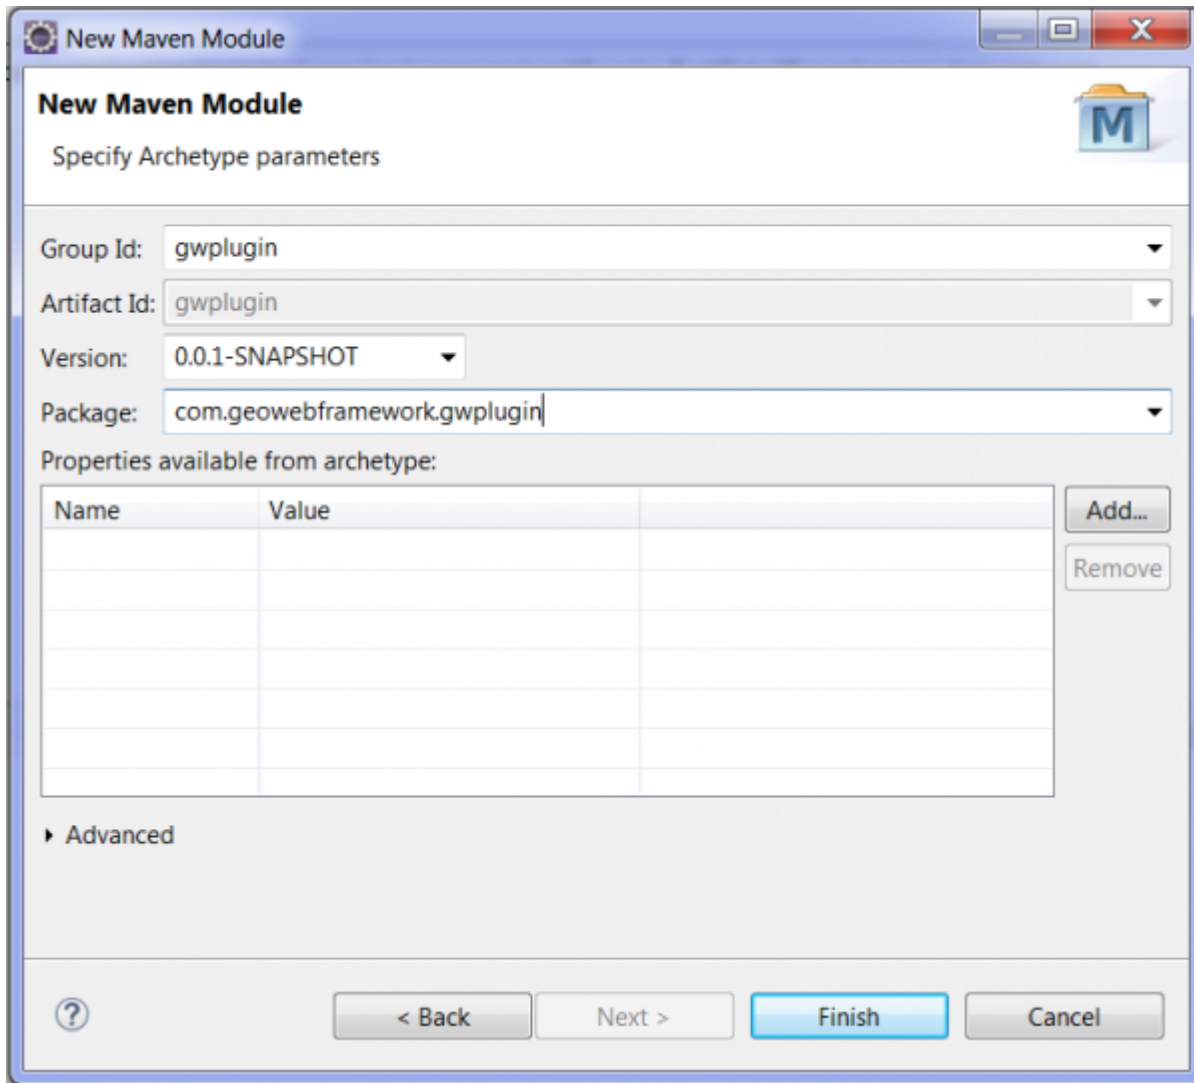 New Maven Module
New Maven Module
M
Specify Archetype parameters
Group Id: gwplugin
Artifact Id: gwplugin
Version: 0.0.1-SNAPSHOT
Package: com.geowebframework.gwplugin
Properties available from archetype:
Name Value
Add...
Remove
Advanced
? < Back Next > Finish Cancel